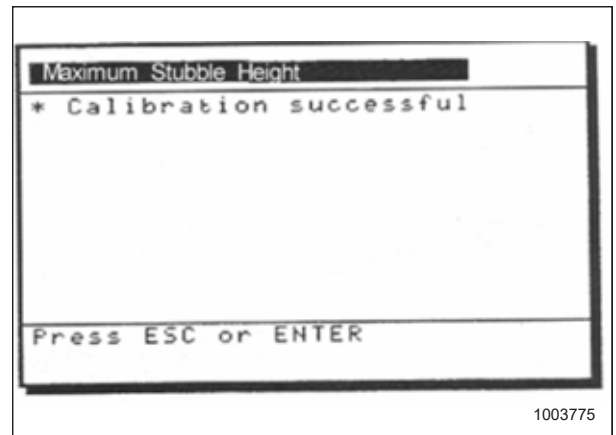 Maximum Stubble Height
* Calibration successful
Press ESC or ENTER
1003775